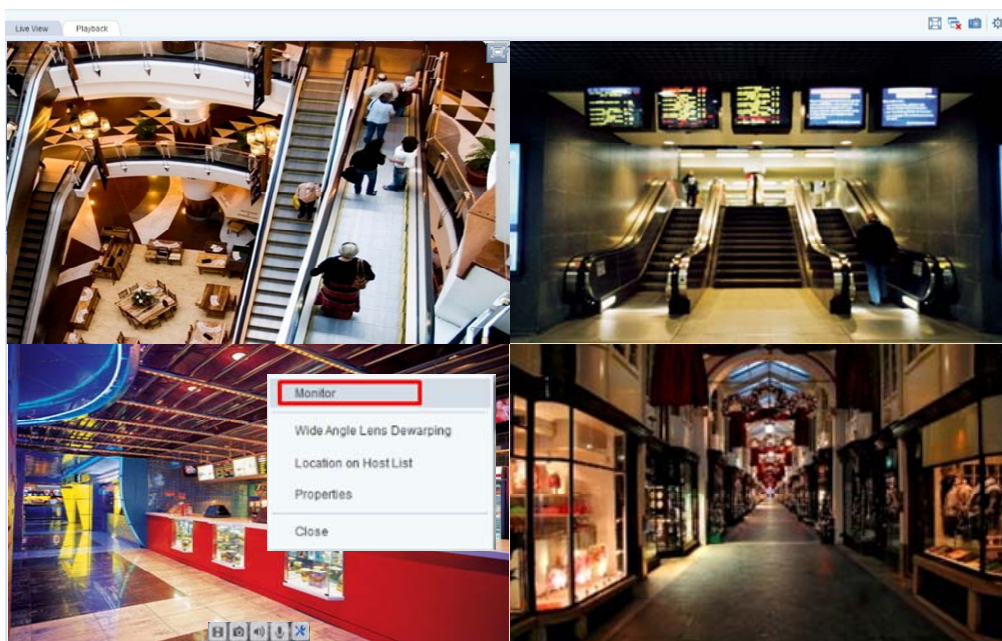 Live View
Playback
Monitor
Wide Angle Lens Dewarping
Location on Host List
Properties
Close